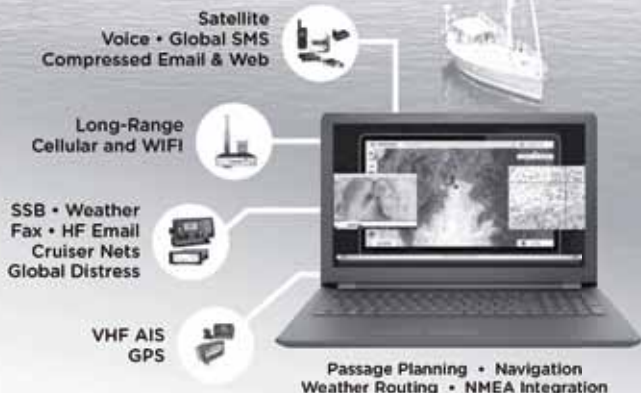 Satellite
Voice • Global SMS
Compressed Email & Web
Long-Range
Cellular and WIFI
SSB • Weather
Fax • HF Email
Cruiser Nets
Global Distress
VHF AIS
GPS
Passage Planning • Navigation
Weather Routing • NMEA Integration